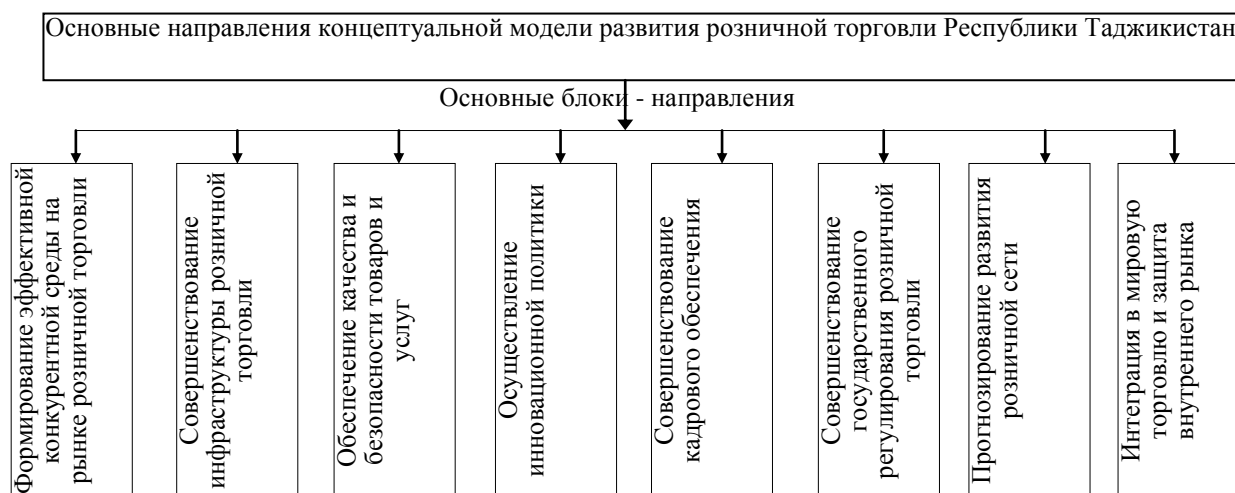 Основные направления концептуальной модели развития розничной торговли Республики Таджикистан
Основные блоки - направления
Формирование эффективной
конкурентной среды на
рынке розничной торговли
Совершенствование
инфраструктуры розничной
торговли
Обеспечение качества и
безопасности товаров и
услуг
Осуществление
инновационной политики
Совершенствование
кадрового обеспечения
Совершенствование
государственного
регулирования розничной
торговли
Прогнозирование развития
розничной сети
Интеграция в мировую
торговлю и защита
внутреннего рынка